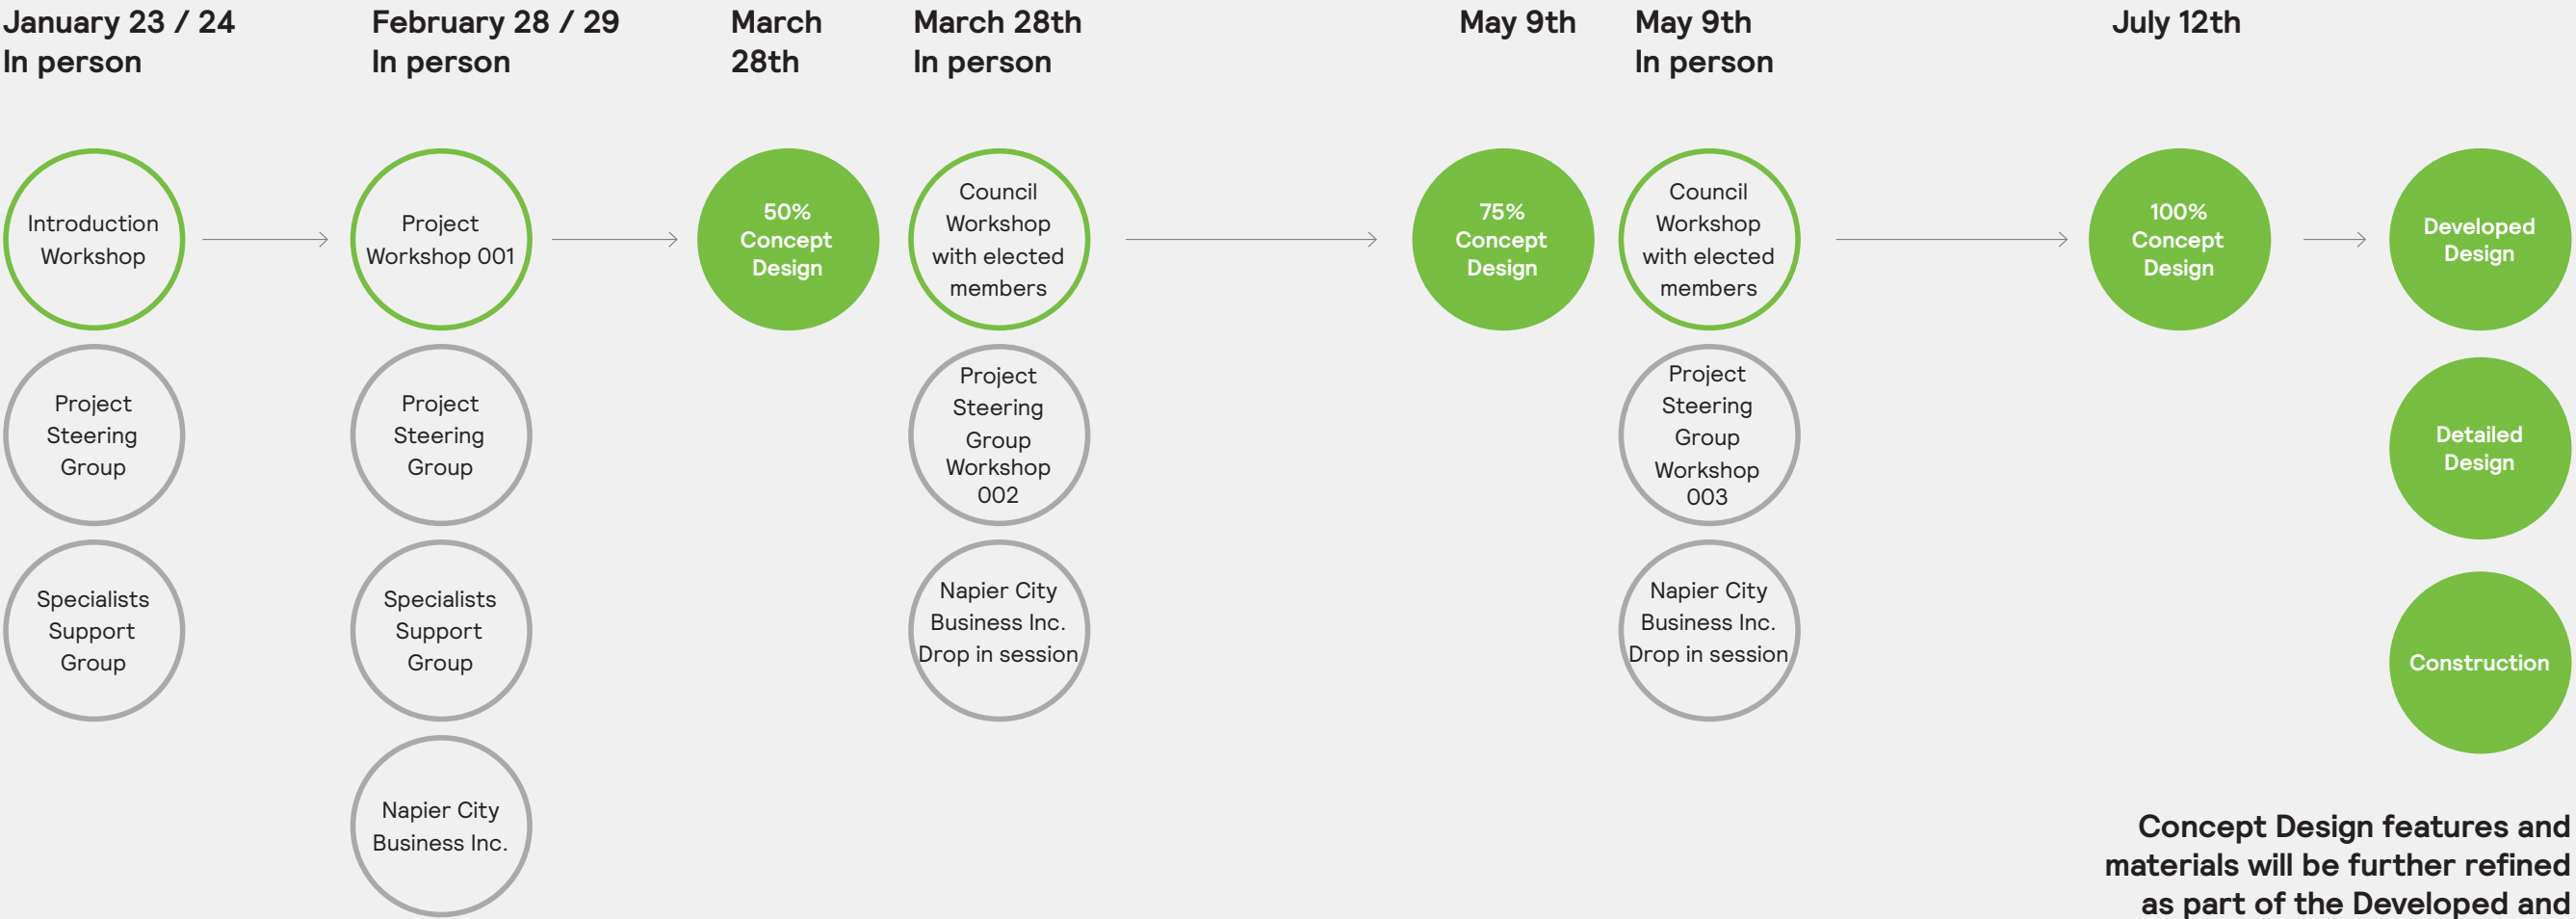 January 23 / 24
In person
February 28 / 29
In person
March
28th
March 28th
In person
May 9th
May 9th
In person
July 12th
Introduction
Workshop
Project
Workshop 001
50%
Concept
Design
Council
Workshop
with elected
members
75%
Concept
Design
Council
Workshop
with elected
members
100%
Concept
Design
Developed
Design
Project
Steering
Group
Project
Steering
Group
Project
Steering
Group
Workshop
002
Project
Steering
Group
Workshop
003
Detailed
Design
Specialists
Support
Group
Specialists
Support
Group
Napier City
Business Inc.
Drop in session
Napier City
Business Inc.
Drop in session
Construction
Napier City
Business Inc.
Concept Design features and
materials will be further refined
as part of the Developed and